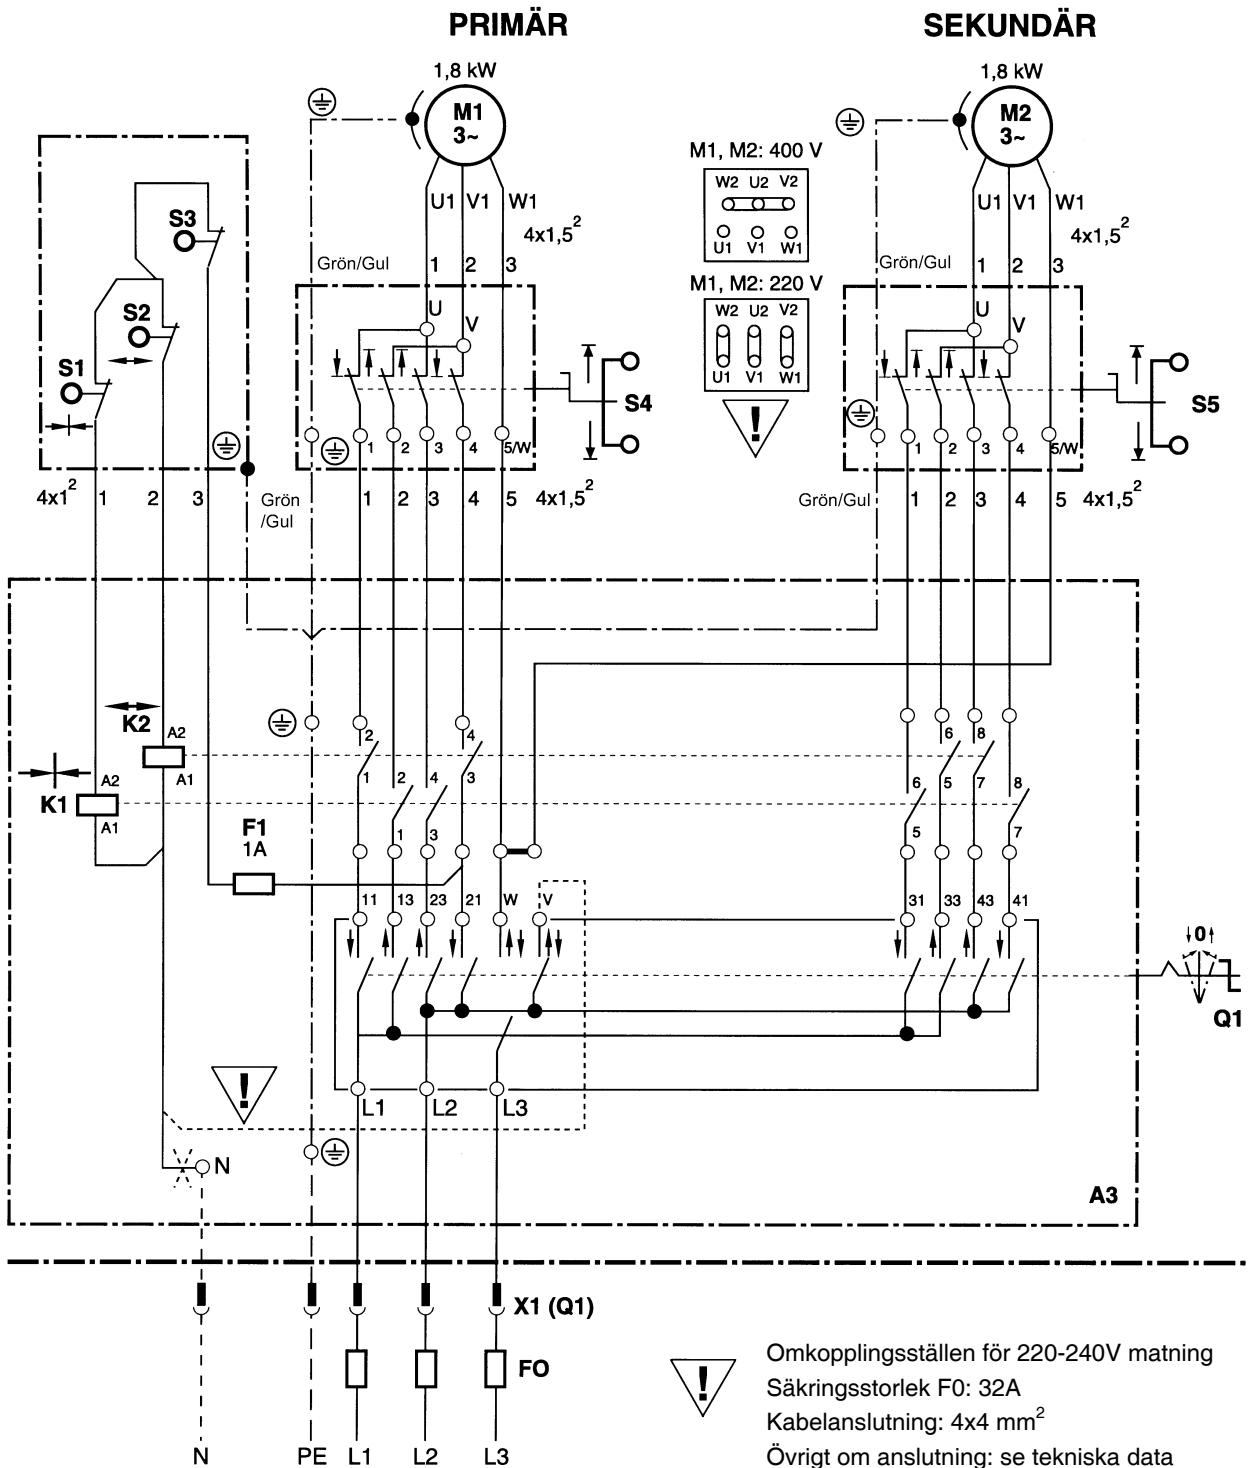 PRIMÄR SEKUNDÄR
1,8 kW 1,8 kW
M1 3~ M2 3~
M1, M2: 400 V
W2 U2 V2
U1 V1 W1
U1 V1 W1 U1 V1 W1
4x1,5² 4x1,5²
S3
Grön/Gul 1 2 3 Grön/Gul 1 2 3
M1, M2: 220 V
W2 U2 V2
U1 V1 W1
!
U V U V
S2
S1
S4 S5
1 2 3 4 5/W 1 2 3 4 5/W
4x1² 1 2 3 Grön /Gul 1 2 3 4 5 4x1,5² Grön/Gul 1 2 3 4 5 4x1,5²
K2 A2 A1
K1 A2 A1
2 4 6 8
1 3 5 7
2 4 6 8
1 3 5 7
F1
1A
11 13 23 21 W V 31 33 43 41
0
Q1
!
L1 L2 L3
N
A3
X1 (Q1)
FO
N PE L1 L2 L3
!
Omkopplingsställen för 220-240V matning
Säkringsstorlek F0: 32A
Kabelanslutning: 4x4 mm²
Övrigt om anslutning: se tekniska data